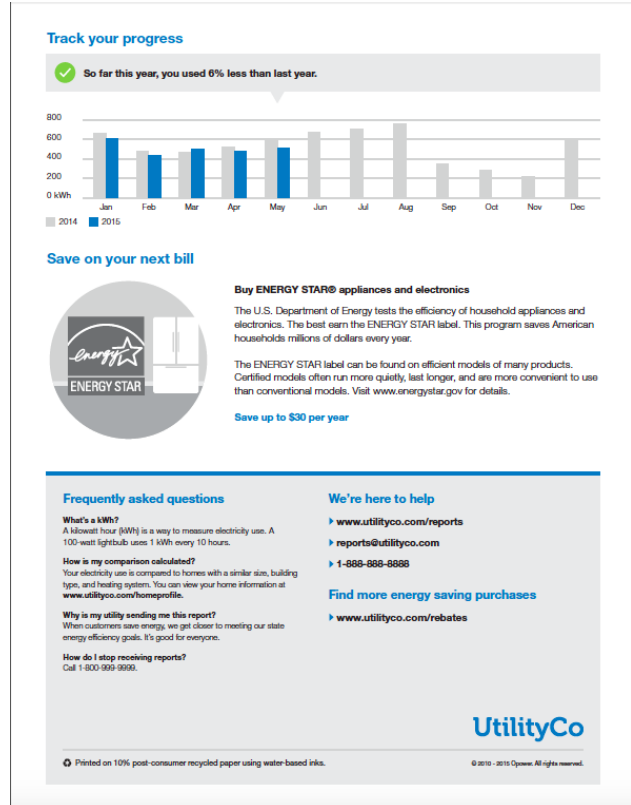 Track your progress
So far this year, you used 6% less than last year.
800
600
400
200
0 kWh
Jan Feb Mar Apr May Jun Jul Aug Sep Oct Nov Dec
2014 2015
Save on your next bill
energy
ENERGY STAR
Buy ENERGY STAR® appliances and electronics
The U.S. Department of Energy tests the efficiency of household appliances and
electronics. The best earn the ENERGY STAR label. This program saves American
households millions of dollars every year.
The ENERGY STAR label can be found on efficient models of many products.
Certified models often run more quietly, last longer, and are more convenient to use
than conventional models. Visit www.energystar.gov for details.
Save up to $30 per year
Frequently asked questions
What's a kWh?
A kilowatt hour (kWh) is a way to measure electricity use. A
100-watt lightbulb uses 1 kWh every 10 hours.
How is my comparison calculated?
Your electricity use is compared to homes with a similar size, building
type, and heating system. You can view your home information at
www.utilityco.com/homeprofile.
Why is my utility sending me this report?
When customers save energy, we get closer to meeting our state
energy efficiency goals. It's good for everyone.
How do I stop receiving reports?
Call 1-800-999-9999.
We're here to help
www.utilityco.com/reports
reports@utilityco.com
1-888-888-8888
Find more energy saving purchases
www.utilityco.com/rebates
UtilityCo
Printed on 10% post-consumer recycled paper using water-based inks.
© 2010 - 2015 Opower. All rights reserved.